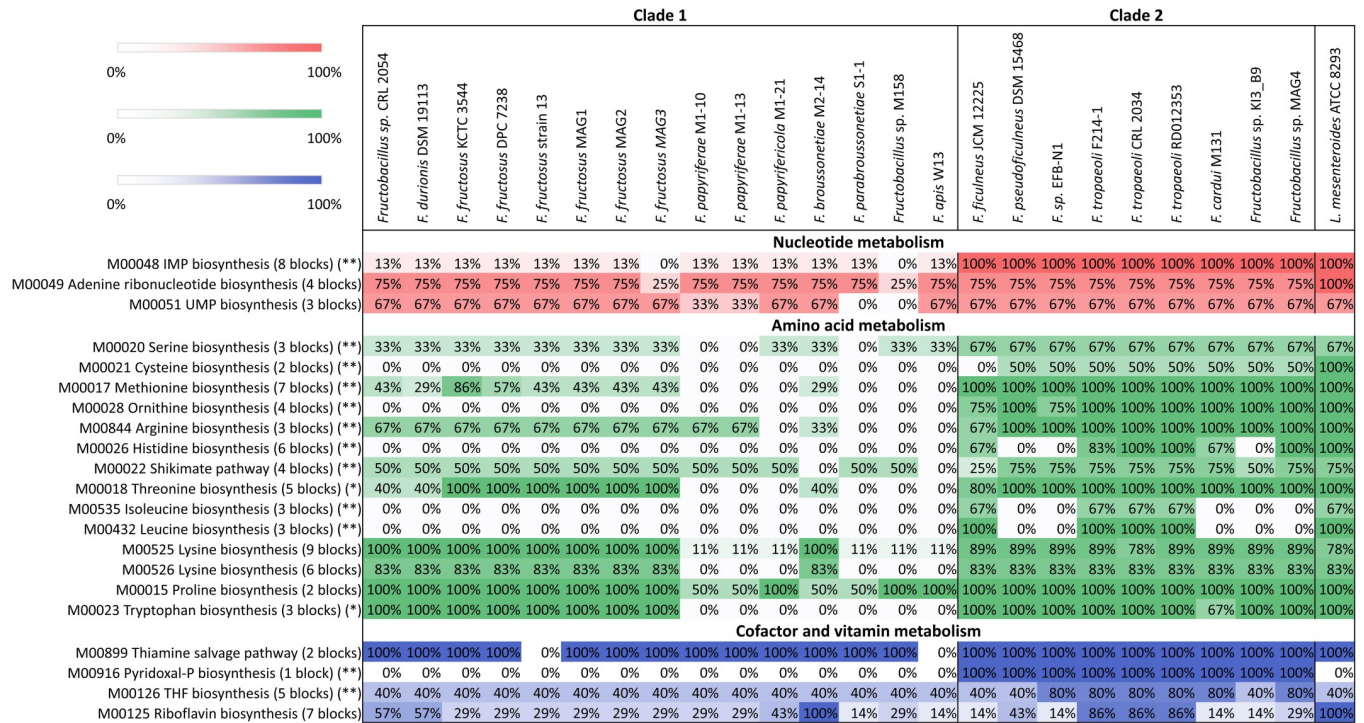 Clade 1
Clade 2
0% 100%
0% 100%
0% 100%
Fructobacillus sp. CRL 2054
F. durionis DSM 19113
F. fructosus KCTC 3544
F. fructosus DPC 7238
F. fructosus strain 13
F. fructosus MAG1
F. fructosus MAG2
F. fructosus MAG3
F. papyriferae M1-10
F. papyriferae M1-13
F. papyrifericola M1-21
F. broussonetiae M2-14
F. parabroussonetiae S1-1
Fructobacillus sp. M158
F. apis W13
F. ficulneus JCM 12225
F. pseudoficulneus DSM 15468
F. sp. EFB-N1
F. tropaeoli F214-1
F. tropaeoli CRL 2034
F. tropaeoli RD012353
F. cardui M131
Fructobacillus sp. KI3_B9
Fructobacillus sp. MAG4
L. mesenteroides ATCC 8293
Nucleotide metabolism
M00048 IMP biosynthesis (8 blocks) (**) 13% 13% 13% 13% 13% 13% 13% 0% 13% 13% 13% 13% 13% 0% 13% 100% 100% 100% 100% 100% 100% 100% 100% 100% 100%
M00049 Adenine ribonucleotide biosynthesis (4 blocks) 75% 75% 75% 75% 75% 75% 75% 25% 75% 75% 75% 75% 75% 25% 75% 75% 75% 75% 75% 75% 75% 75% 75% 75% 100%
M00051 UMP biosynthesis (3 blocks) 67% 67% 67% 67% 67% 67% 67% 67% 33% 33% 67% 67% 0% 0% 67% 67% 67% 67% 67% 67% 67% 67% 67% 67% 67%
Amino acid metabolism
M00020 Serine biosynthesis (3 blocks) (**) 33% 33% 33% 33% 33% 33% 33% 33% 0% 0% 33% 33% 0% 33% 33% 67% 67% 67% 67% 67% 67% 67% 67% 67% 67%
M00021 Cysteine biosynthesis (2 blocks) (**) 0% 0% 0% 0% 0% 0% 0% 0% 0% 0% 0% 0% 0% 0% 0% 0% 50% 50% 50% 50% 50% 50% 50% 50% 100%
M00017 Methionine biosynthesis (7 blocks) (**) 43% 29% 86% 57% 43% 43% 43% 43% 0% 0% 0% 29% 0% 0% 0% 100% 100% 100% 100% 100% 100% 100% 100% 100% 100%
M00028 Ornithine biosynthesis (4 blocks) (**) 0% 0% 0% 0% 0% 0% 0% 0% 0% 0% 0% 0% 0% 0% 0% 75% 100% 75% 100% 100% 100% 100% 100% 100% 100%
M00844 Arginine biosynthesis (3 blocks) (**) 67% 67% 67% 67% 67% 67% 67% 67% 67% 67% 0% 33% 0% 0% 0% 67% 100% 100% 100% 100% 100% 100% 100% 100% 100%
M00026 Histidine biosynthesis (6 blocks) (**) 0% 0% 0% 0% 0% 0% 0% 0% 0% 0% 0% 0% 0% 0% 0% 67% 0% 0% 83% 100% 100% 67% 0% 100% 100%
M00022 Shikimate pathway (4 blocks) (**) 50% 50% 50% 50% 50% 50% 50% 50% 50% 50% 50% 0% 50% 50% 0% 25% 75% 75% 75% 75% 75% 75% 50% 75% 75%
M00018 Threonine biosynthesis (5 blocks) (*) 40% 40% 100% 100% 100% 100% 100% 100% 0% 0% 0% 40% 0% 0% 0% 80% 100% 100% 100% 100% 100% 100% 100% 100% 100%
M00535 Isoleucine biosynthesis (3 blocks) (**) 0% 0% 0% 0% 0% 0% 0% 0% 0% 0% 0% 0% 0% 0% 0% 67% 0% 0% 67% 67% 67% 0% 0% 0% 67%
M00432 Leucine biosynthesis (3 blocks) (**) 0% 0% 0% 0% 0% 0% 0% 0% 0% 0% 0% 0% 0% 0% 0% 100% 0% 0% 100% 100% 100% 0% 0% 0% 100%
M00525 Lysine biosynthesis (9 blocks) 100% 100% 100% 100% 100% 100% 100% 100% 11% 11% 11% 100% 11% 11% 11% 89% 89% 89% 89% 78% 89% 89% 89% 89% 78%
M00526 Lysine biosynthesis (6 blocks) 83% 83% 83% 83% 83% 83% 83% 83% 0% 0% 0% 83% 0% 0% 0% 83% 83% 83% 83% 83% 83% 83% 83% 83% 83%
M00015 Proline biosynthesis (2 blocks) 100% 100% 100% 100% 100% 100% 100% 100% 50% 50% 100% 50% 50% 100% 100% 100% 100% 100% 100% 100% 100% 100% 100% 100% 100%
M00023 Tryptophan biosynthesis (3 blocks) (*) 100% 100% 100% 100% 100% 100% 100% 100% 0% 0% 0% 0% 0% 0% 0% 100% 100% 100% 100% 100% 100% 67% 100% 100% 100%
Cofactor and vitamin metabolism
M00899 Thiamine salvage pathway (2 blocks) 100% 100% 100% 100% 0% 100% 100% 100% 100% 100% 100% 100% 100% 100% 0% 100% 100% 100% 100% 100% 100% 100% 100% 100% 100%
M00916 Pyridoxal-P biosynthesis (1 block) (**) 0% 0% 0% 0% 0% 0% 0% 0% 0% 0% 0% 0% 0% 0% 0% 100% 100% 100% 100% 100% 100% 100% 100% 100% 0%
M00126 THF biosynthesis (5 blocks) (**) 40% 40% 40% 40% 40% 40% 40% 40% 40% 40% 40% 40% 40% 40% 40% 40% 40% 80% 80% 80% 80% 80% 40% 80% 40%
M00125 Riboflavin biosynthesis (7 blocks) 57% 57% 29% 29% 29% 29% 29% 29% 29% 29% 43% 100% 14% 29% 14% 14% 43% 14% 86% 86% 86% 14% 14% 29% 100%